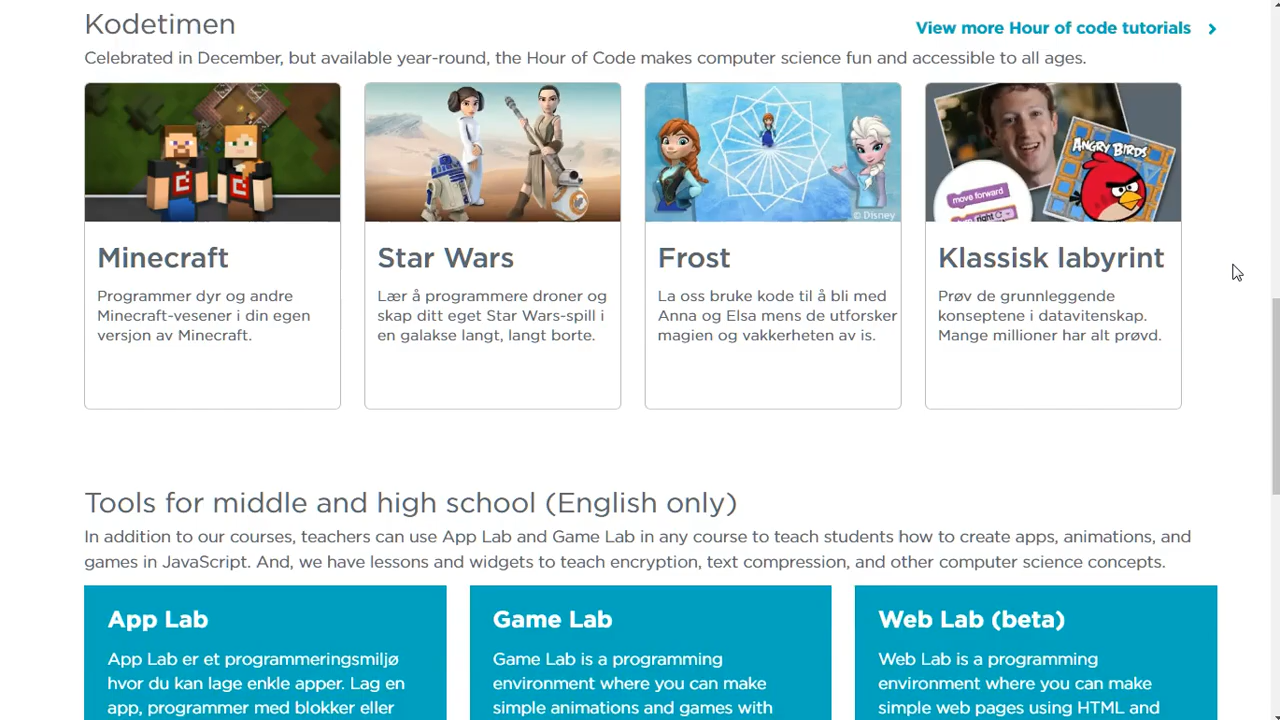 Kodetimen
View more Hour of code tutorials
Celebrated in December, but available year-round, the Hour of Code makes computer science fun and accessible to all ages.
© Disney
ANGRY BIRDS
move forward
right
Minecraft
Programmer dyr og andre
Minecraft-vesener i din egen
versjon av Minecraft.
Star Wars
Lær å programmere droner og
skap ditt eget Star Wars-spill i
en galakse langt, langt borte.
Frost
La oss bruke kode til å bli med
Anna og Elsa mens de utforsker
magien og vakkerheten av is.
Klassisk labyrint
Prøv de grunnleggende
konseptene i datavitenskap.
Mange millioner har alt prøvd.
Tools for middle and high school (English only)
In addition to our courses, teachers can use App Lab and Game Lab in any course to teach students how to create apps, animations, and
games in JavaScript. And, we have lessons and widgets to teach encryption, text compression, and other computer science concepts.
App Lab
App Lab er et programmeringsmiljø
hvor du kan lage enkle apper. Lag en
app, programmer med blokker eller
Game Lab
Game Lab is a programming
environment where you can make
simple animations and games with
Web Lab (beta)
Web Lab is a programming
environment where you can make
simple web pages using HTML and